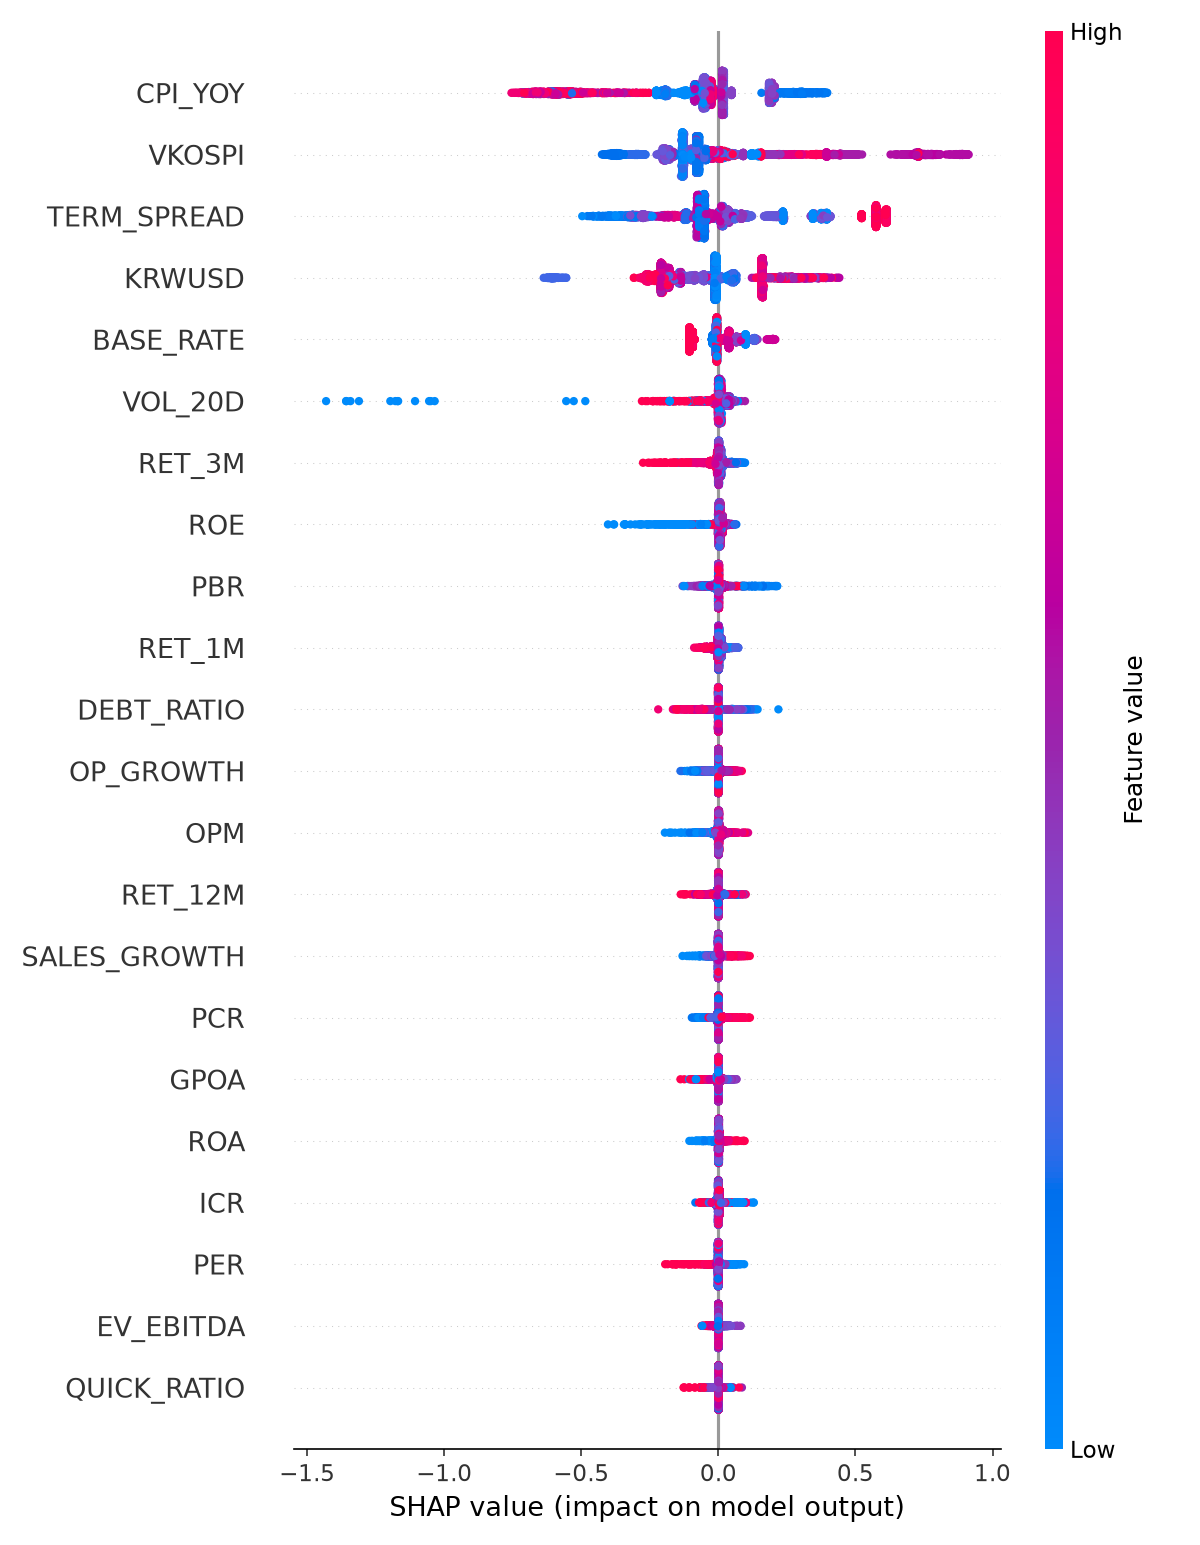 High
CPI_YOY
VKOSPI
TERM_SPREAD
KRWUSD
BASE_RATE
VOL_20D
RET_3M
ROE
PBR
RET_1M
DEBT_RATIO
OP_GROWTH
OPM
RET_12M
SALES_GROWTH
PCR
GPOA
ROA
ICR
PER
EV_EBITDA
QUICK_RATIO
Feature value
Low
−1.5 −1.0 −0.5 0.0 0.5 1.0
SHAP value (impact on model output)